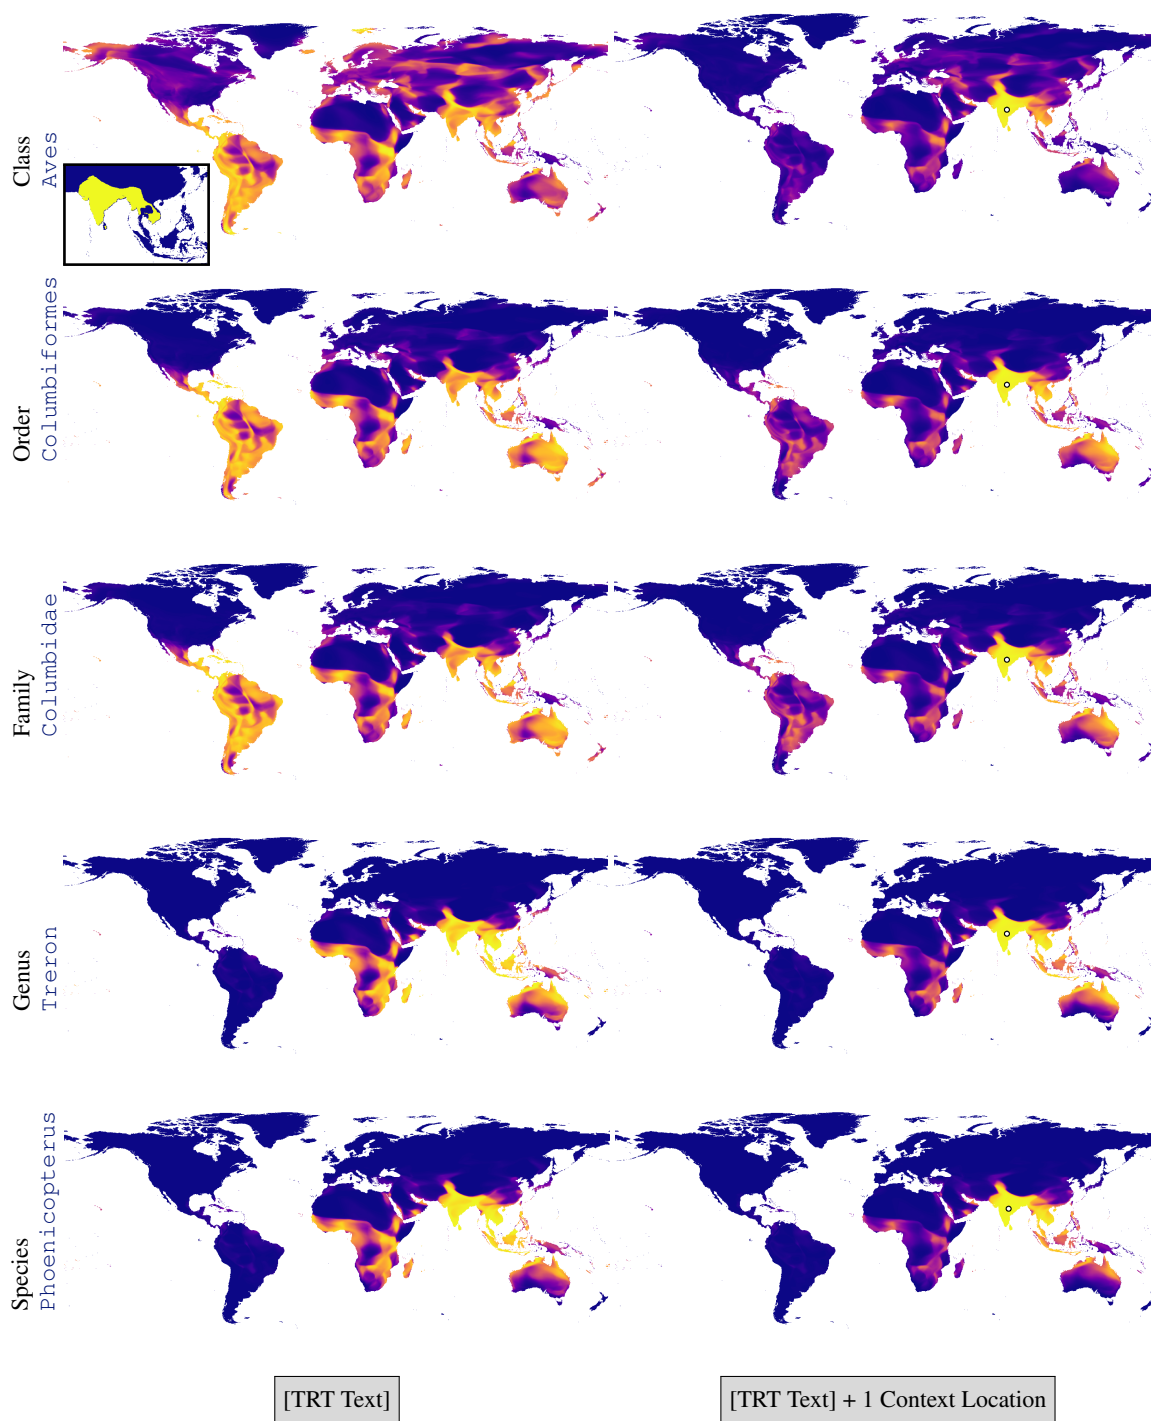 Class
Aves
Order
Columbiformes
Family
Columbidae
Genus
Treron
Species
Phoenicopterus
[TRT Text]
[TRT Text] + 1 Context Location